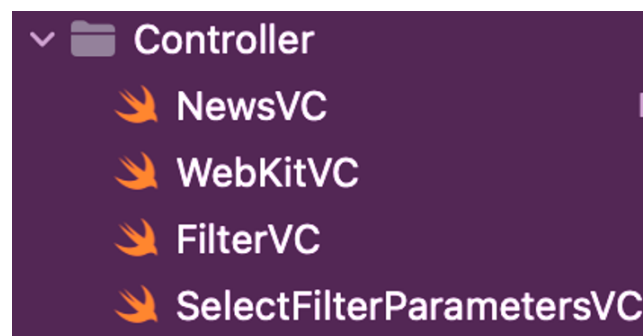 Controller
NewsVC
WebKitVC
FilterVC
SelectFilterParametersVC